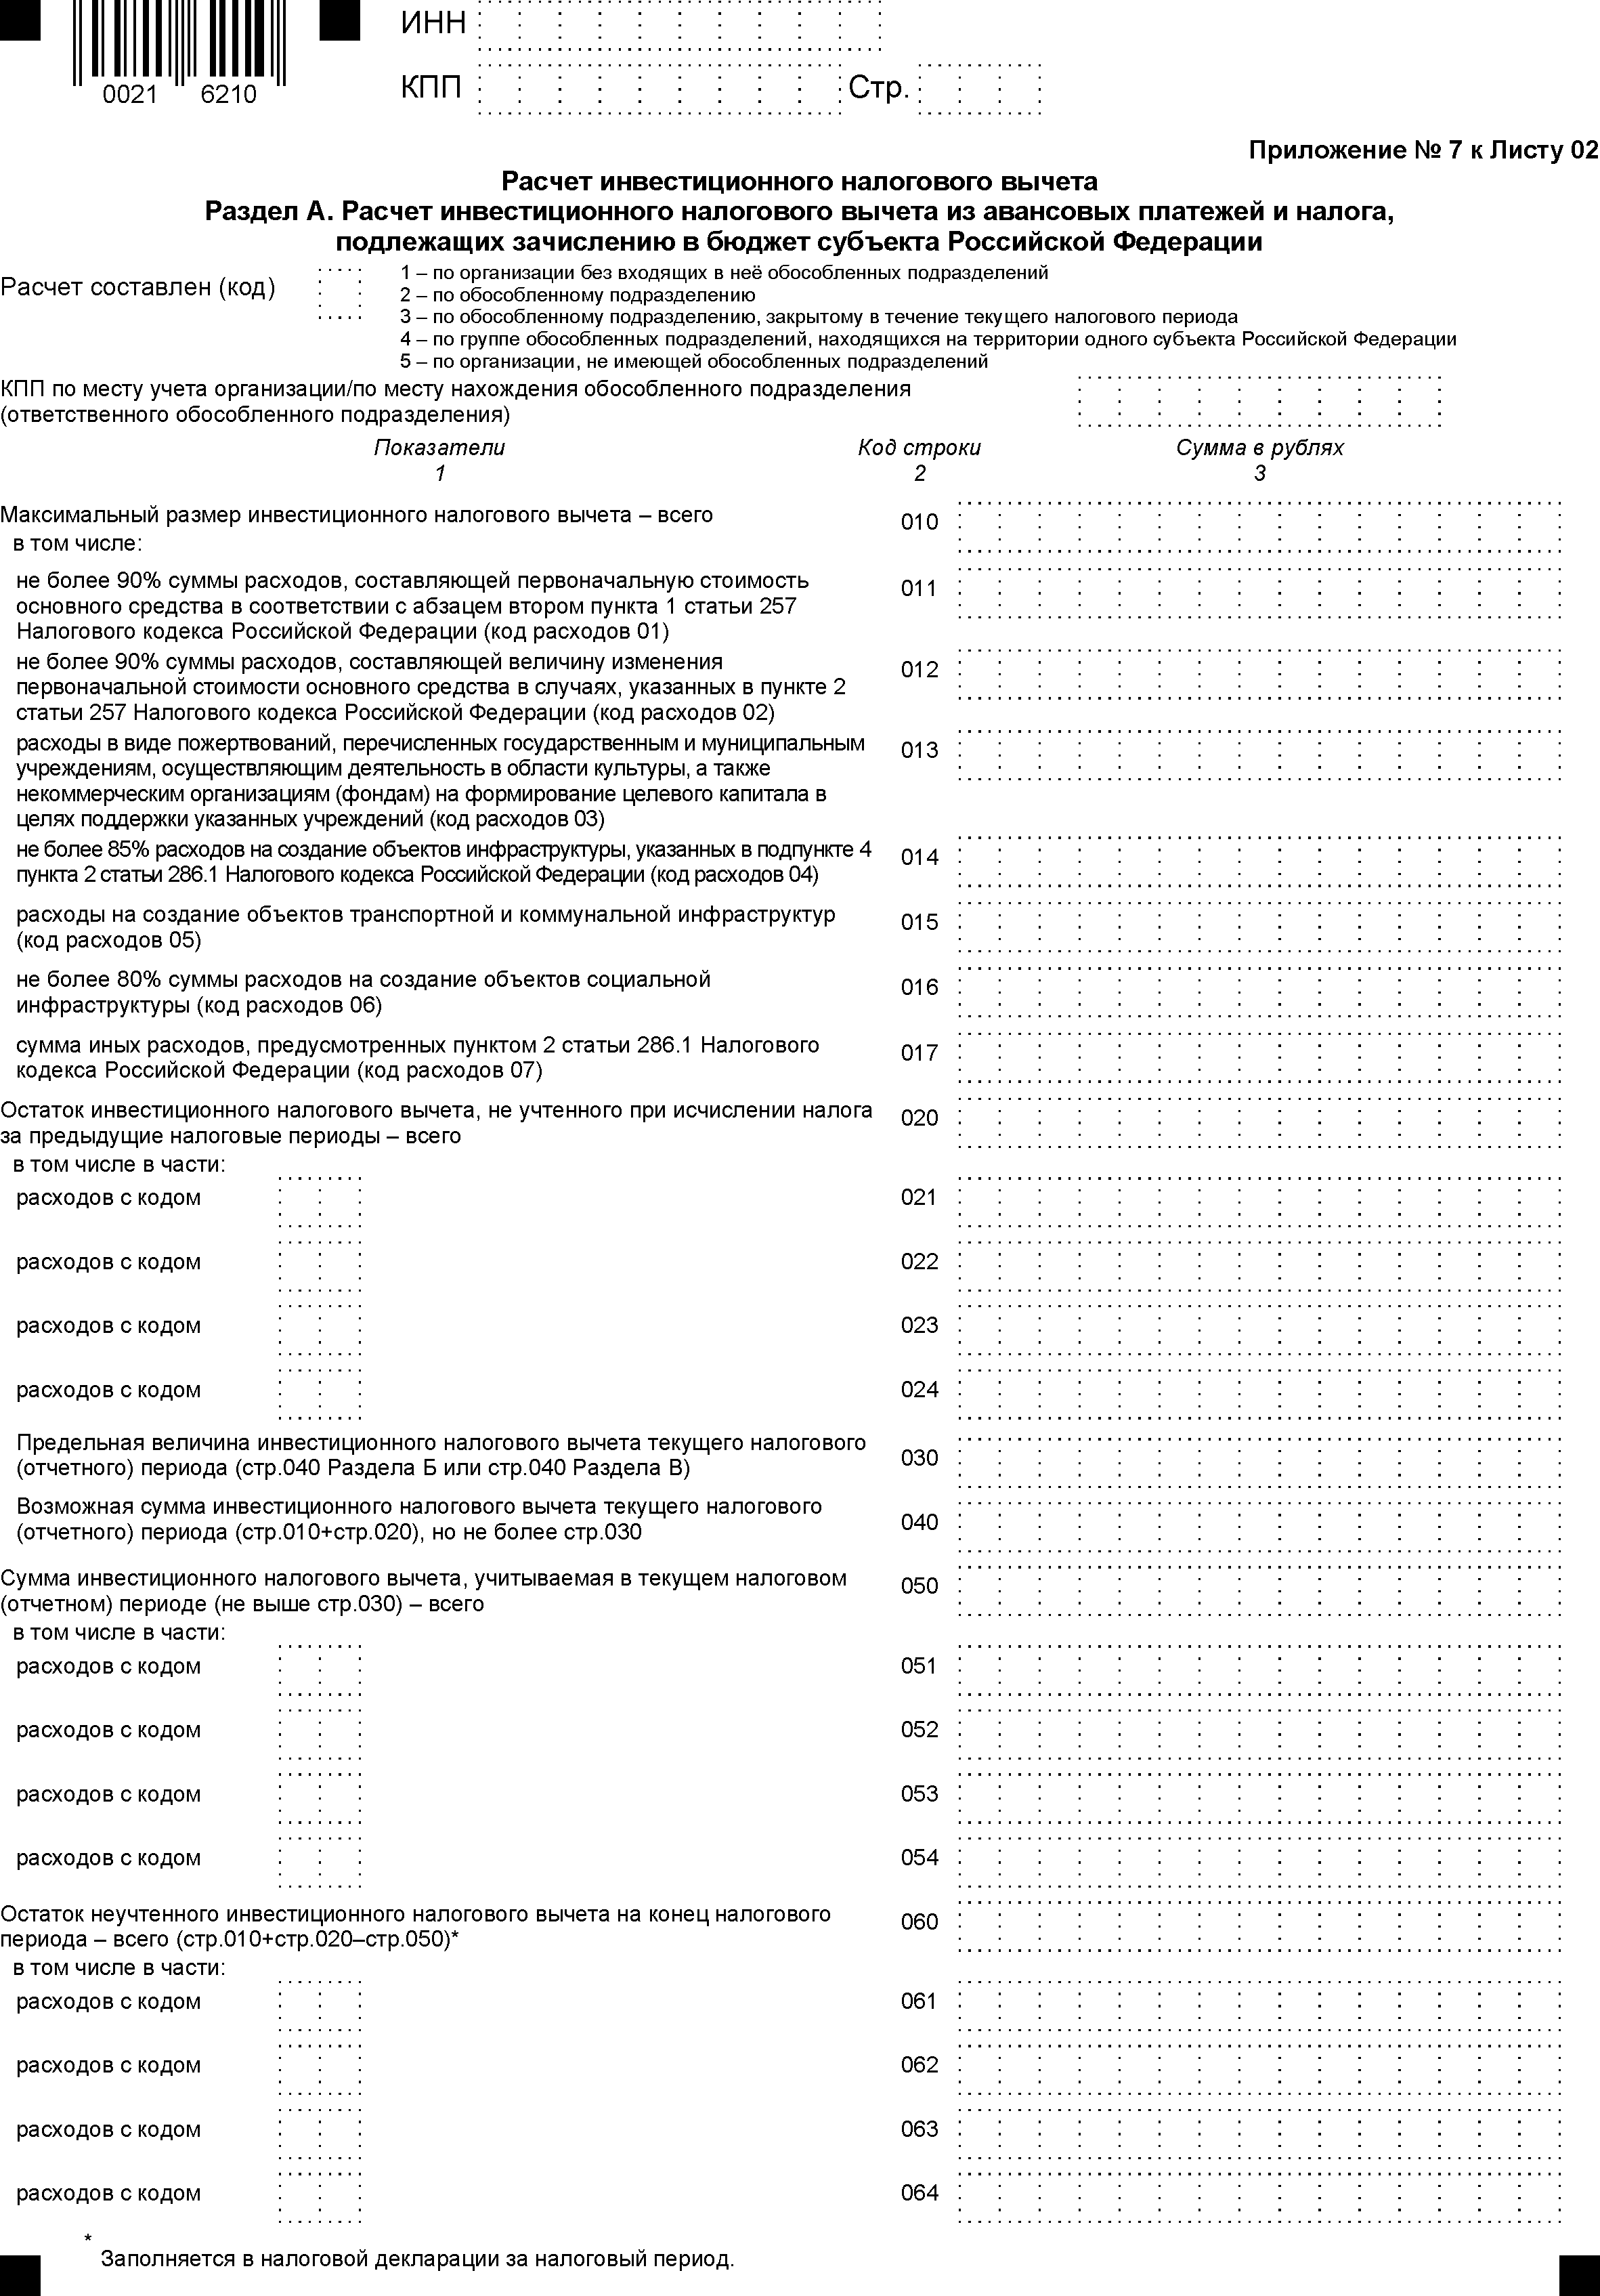 ИНН
0021 6210
КПП Стр.
Приложение № 7 к Листу 02
Расчет инвестиционного налогового вычета
Раздел А. Расчет инвестиционного налогового вычета из авансовых платежей и налога,
подлежащих зачислению в бюджет субъекта Российской Федерации
Расчет составлен (код)
1 – по организации без входящих в неё обособленных подразделений
2 – по обособленному подразделению
3 – по обособленному подразделению, закрытому в течение текущего налогового периода
4 – по группе обособленных подразделений, находящихся на территории одного субъекта Российской Федерации
5 – по организации, не имеющей обособленных подразделений
КПП по месту учета организации/по месту нахождения обособленного подразделения
(ответственного обособленного подразделения)
Показатели Код строки Сумма в рублях
1 2 3
Максимальный размер инвестиционного налогового вычета – всего 010
в том числе:
не более 90% суммы расходов, составляющей первоначальную стоимость 011
основного средства в соответствии с абзацем втором пункта 1 статьи 257
Налогового кодекса Российской Федерации (код расходов 01)
не более 90% суммы расходов, составляющей величину изменения 012
первоначальной стоимости основного средства в случаях, указанных в пункте 2
статьи 257 Налогового кодекса Российской Федерации (код расходов 02)
расходы в виде пожертвований, перечисленных государственным и муниципальным 013
учреждениям, осуществляющим деятельность в области культуры, а также
некоммерческим организациям (фондам) на формирование целевого капитала в
целях поддержки указанных учреждений (код расходов 03)
не более 85% расходов на создание объектов инфраструктуры, указанных в подпункте 4 014
пункта 2 статьи 286.1 Налогового кодекса Российской Федерации (код расходов 04)
расходы на создание объектов транспортной и коммунальной инфраструктур 015
(код расходов 05)
не более 80% суммы расходов на создание объектов социальной 016
инфраструктуры (код расходов 06)
сумма иных расходов, предусмотренных пунктом 2 статьи 286.1 Налогового 017
кодекса Российской Федерации (код расходов 07)
Остаток инвестиционного налогового вычета, не учтенного при исчислении налога 020
за предыдущие налоговые периоды – всего
в том числе в части:
расходов с кодом 021
расходов с кодом 022
расходов с кодом 023
расходов с кодом 024
Предельная величина инвестиционного налогового вычета текущего налогового 030
(отчетного) периода (стр.040 Раздела Б или стр.040 Раздела В)
Возможная сумма инвестиционного налогового вычета текущего налогового 040
(отчетного) периода (стр.010+стр.020), но не более стр.030
Сумма инвестиционного налогового вычета, учитываемая в текущем налоговом 050
(отчетном) периоде (не выше стр.030) – всего
в том числе в части:
расходов с кодом 051
расходов с кодом 052
расходов с кодом 053
расходов с кодом 054
Остаток неучтенного инвестиционного налогового вычета на конец налогового 060
периода – всего (стр.010+стр.020–стр.050)*
в том числе в части:
расходов с кодом 061
расходов с кодом 062
расходов с кодом 063
расходов с кодом 064
* Заполняется в налоговой декларации за налоговый период.